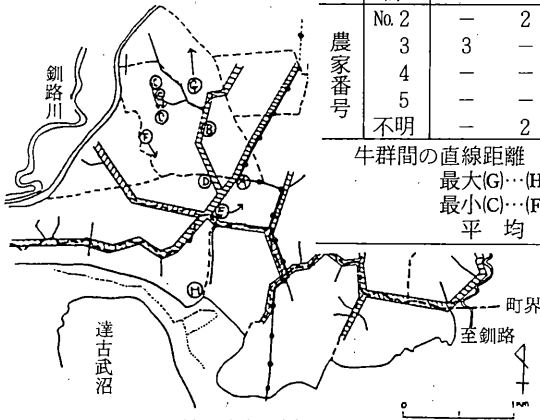 No. 2 — 2
3 3 —
4 — —
5 — —
不明 — 2
農家番号
牛群間の直線距離
最大(G)…(H
最小(C)…(F
平 均
釧路川
G
C
F
B
D
A
E
H
達古武沼
町界
至釧路
0 1km